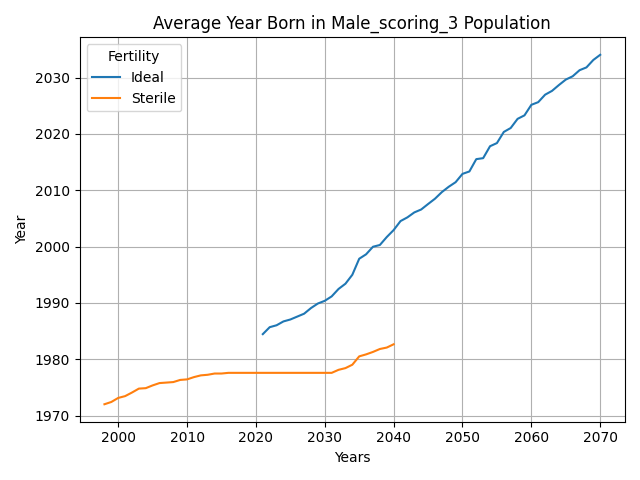 Average Year Born in Male_scoring_3 Population
Fertility
Ideal
Sterile
2030
2020
2010
2000
1990
1980
1970
Year
2000 2010 2020 2030 2040 2050 2060 2070
Years